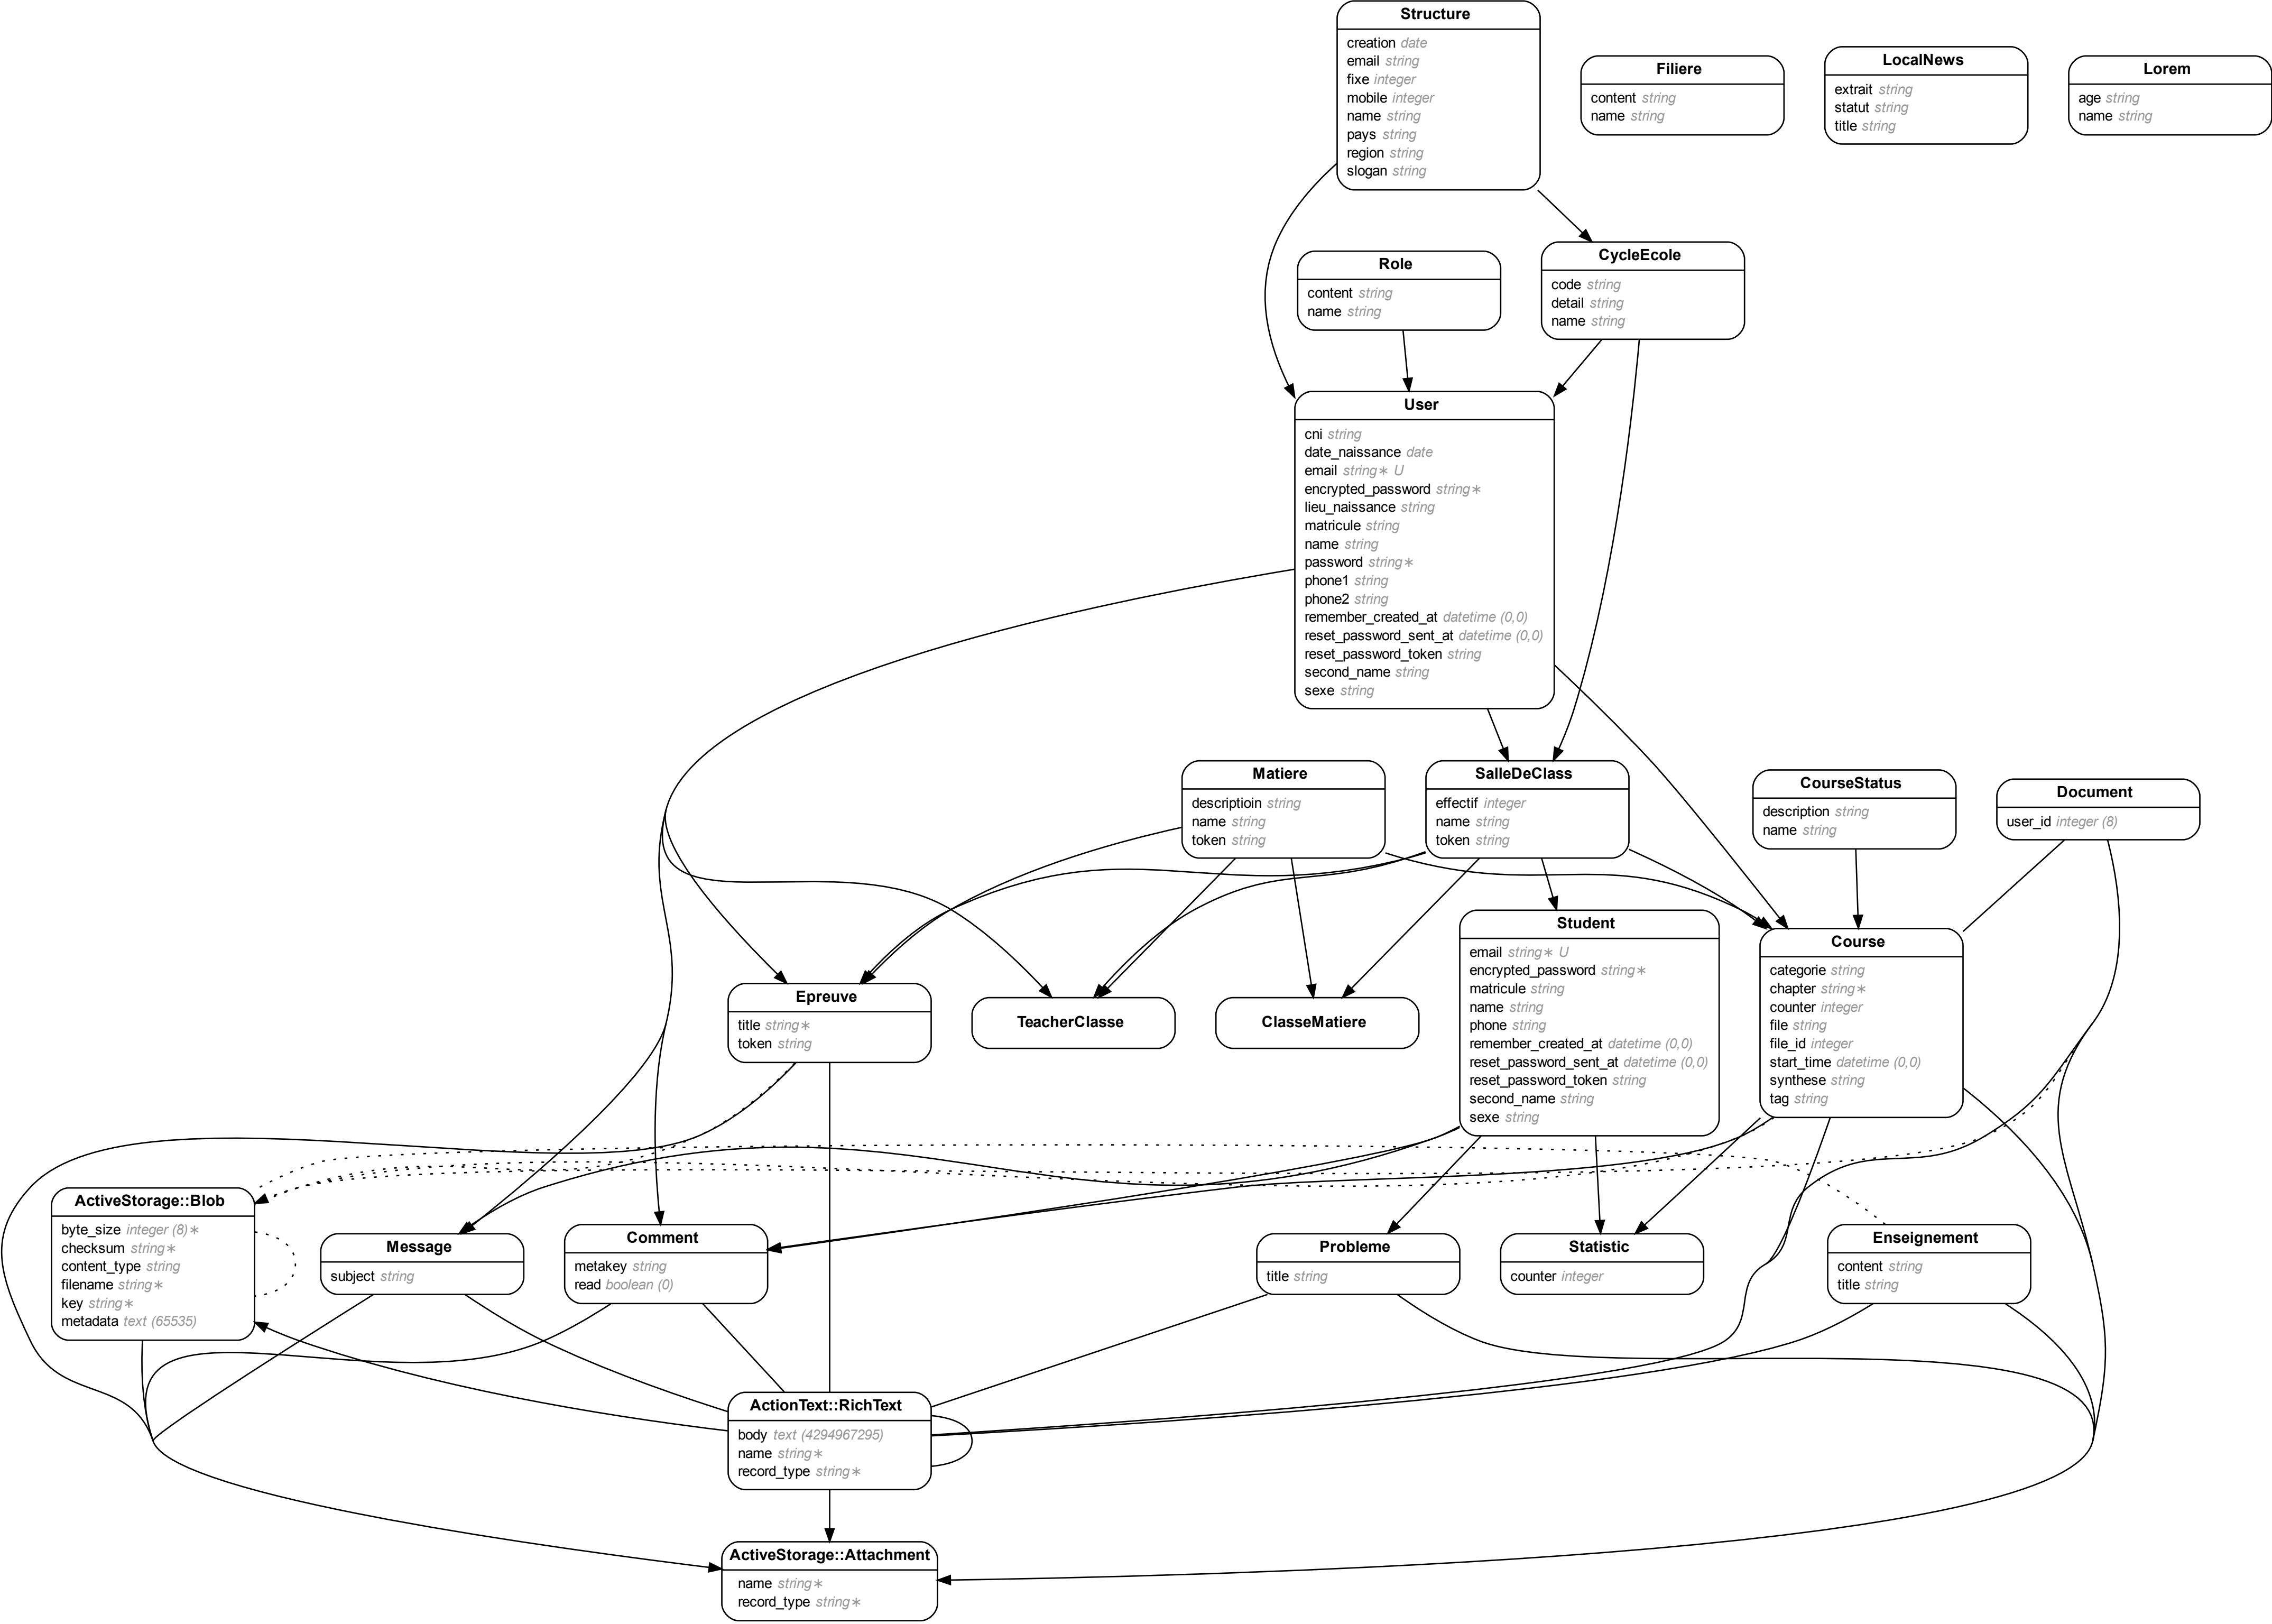 Structure
creation date
email string
fixe integer
mobile integer
name string
pays string
region string
slogan string
Filiere
content string
name string
LocalNews
extrait string
statut string
title string
Lorem
age string
name string
Role
content string
name string
CycleEcole
code string
detail string
name string
User
cni string
date_naissance date
email string∗ U
encrypted_password string∗
lieu_naissance string
matricule string
name string
password string∗
phone1 string
phone2 string
remember_created_at datetime (0,0)
reset_password_sent_at datetime (0,0)
reset_password_token string
second_name string
sexe string
Matiere
descriptioin string
name string
token string
SalleDeClass
effectif integer
name string
token string
CourseStatus
description string
name string
Document
user_id integer (8)
Epreuve
title string∗
token string
TeacherClasse
ClasseMatiere
Student
email string∗ U
encrypted_password string∗
matricule string
name string
phone string
remember_created_at datetime (0,0)
reset_password_sent_at datetime (0,0)
reset_password_token string
second_name string
sexe string
Course
categorie string
chapter string∗
counter integer
file string
file_id integer
start_time datetime (0,0)
synthese string
tag string
ActiveStorage::Blob
byte_size integer (8)∗
checksum string∗
content_type string
filename string∗
key string∗
metadata text (65535)
Message
subject string
Comment
metakey string
read boolean (0)
Probleme
title string
Statistic
counter integer
Enseignement
content string
title string
ActionText::RichText
body text (4294967295)
name string∗
record_type string∗
ActiveStorage::Attachment
name string∗
record_type string∗